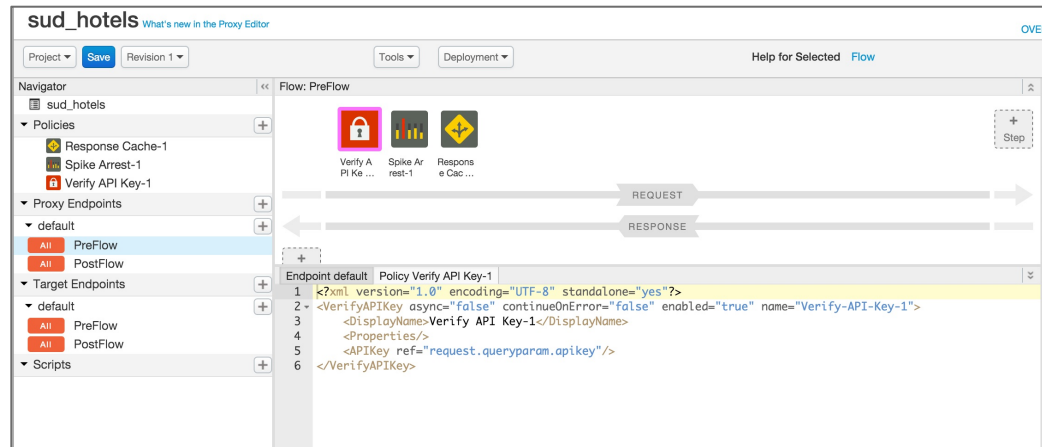 sud_hotels What's new in the Proxy Editor
OVE
Project Save Revision 1 Tools Deployment Help for Selected Flow
Navigator
sud_hotels
Policies
Response Cache-1
Spike Arrest-1
Verify API Key-1
Proxy Endpoints
default
All PreFlow
All PostFlow
Target Endpoints
default
All PreFlow
All PostFlow
Scripts
Flow: PreFlow
Verify A
PI Ke ...
Spike Ar
rest-1
Respons
e Cac ...
+
Step
REQUEST
RESPONSE
+
Endpoint default Policy Verify API Key-1
1 <?xml version="1.0" encoding="UTF-8" standalone="yes"?>
2 <VerifyAPIKey async="false" continueOnError="false" enabled="true" name="Verify-API-Key-1">
3 <DisplayName>Verify API Key-1</DisplayName>
4 <Properties/>
5 <APIKey ref="request.queryparam.apikey"/>
6 </VerifyAPIKey>